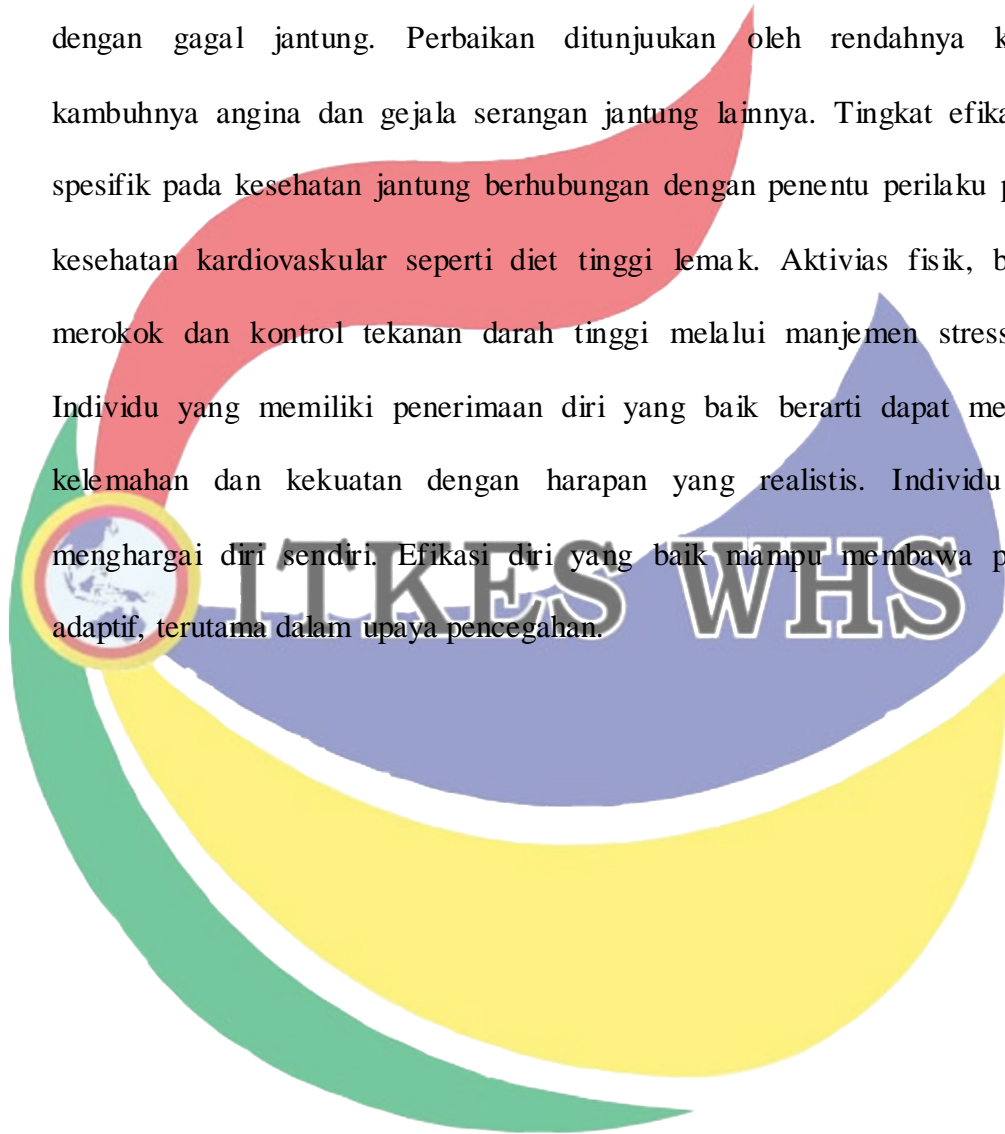 dengan gagal jantung. Perbaikan ditunjuukan oleh rendahnya k
kambuhnya angina dan gejala serangan jantung lainnya. Tingkat efika
spesifik pada kesehatan jantung berhubungan dengan penentu perilaku p
kesehatan kardiovaskular seperti diet tinggi lemak. Aktivias fisik, b
merokok dan kontrol tekanan darah tinggi melalui manjemen stress
Individu yang memiliki penerimaan diri yang baik berarti dapat me
kelemahan dan kekuatan dengan harapan yang realistis. Individu
menghargai diri sendiri. Efikasi diri yang baik mampu membawa p
adaptif, terutama dalam upaya pencegahan.
ITKES WHS